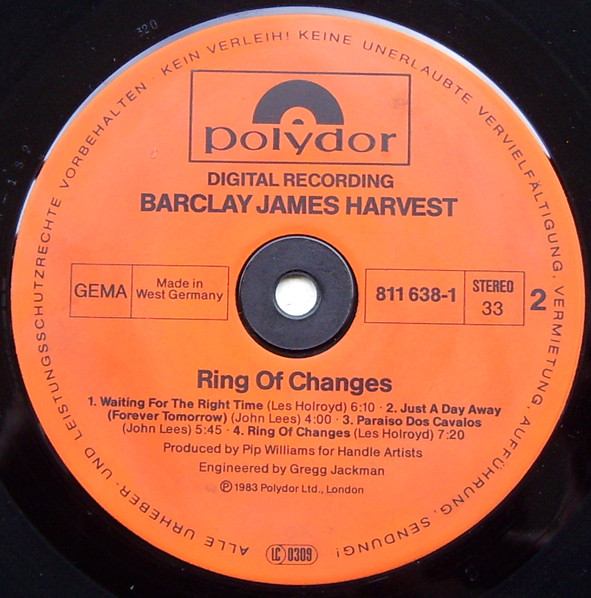 320
ALLE URHEBER- UND LEISTUNGSSCHUTZRECHTE VORBEHALTEN · KEIN VERLEIH! KEINE UNERLAUBTE VERVIELFÄLTIGUNG, VERMIETUNG, AUFFÜHRUNG, SENDUNG!
polydor
DIGITAL RECORDING
BARCLAY JAMES HARVEST
GEMA
Made in
West Germany
811 638-1
STEREO
33
2
Ring Of Changes
1. Waiting For The Right Time (Les Holroyd) 6:10 · 2. Just A Day Away
(Forever Tomorrow) (John Lees) 4:00 · 3. Paraiso Dos Cavalos
(John Lees) 5:45 · 4. Ring Of Changes (Les Holroyd) 7:20
Produced by Pip Williams for Handle Artists
Engineered by Gregg Jackman
℗ 1983 Polydor Ltd., London
LC 0309